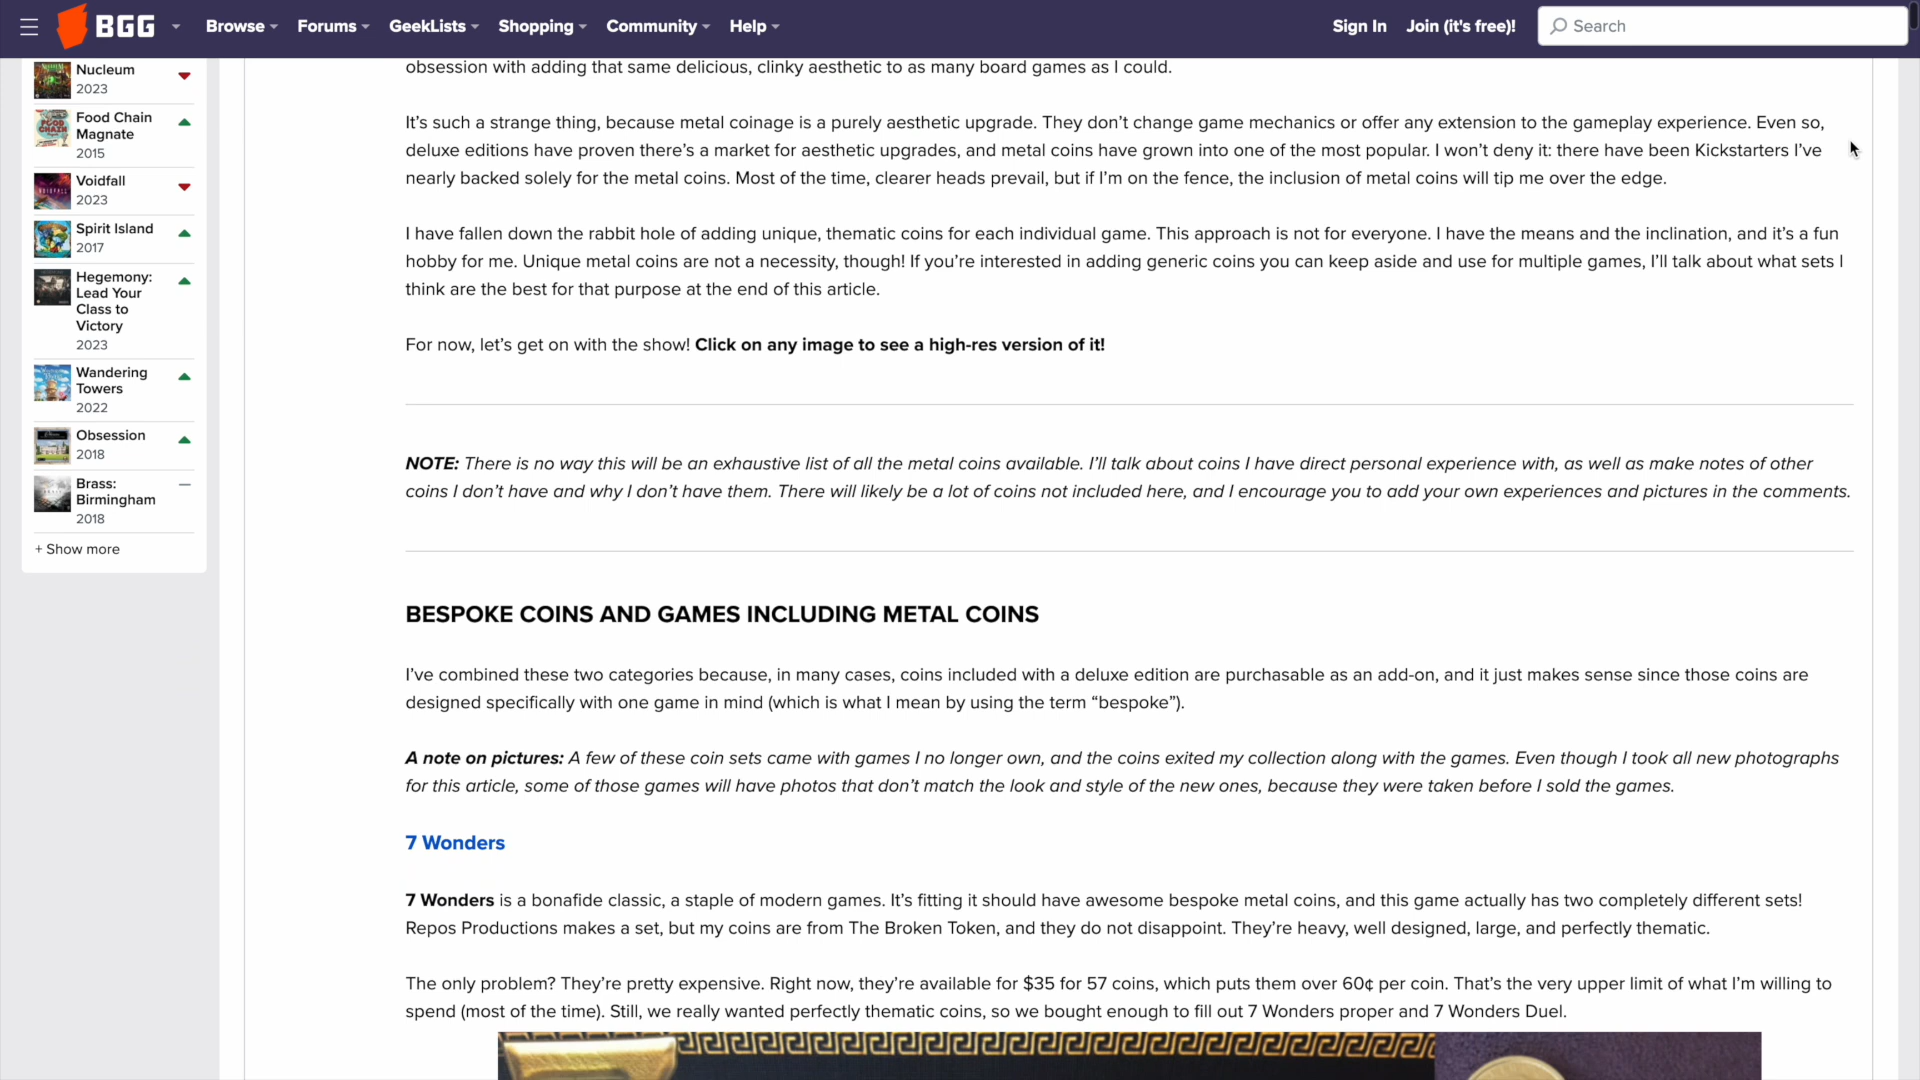 BGG
Browse
Forums
GeekLists
Shopping
Community
Help
Sign In
Join (it's free)!
Search
Nucleum
2023
Food Chain
Magnate
2015
Voidfall
2023
Spirit Island
2017
Hegemony:
Lead Your
Class to
Victory
2023
Wandering
Towers
2022
Obsession
2018
Brass:
Birmingham
2018
+ Show more
obsession with adding that same delicious, clinky aesthetic to as many board games as I could.
It’s such a strange thing, because metal coinage is a purely aesthetic upgrade. They don’t change game mechanics or offer any extension to the gameplay experience. Even so,
deluxe editions have proven there’s a market for aesthetic upgrades, and metal coins have grown into one of the most popular. I won’t deny it: there have been Kickstarters I’ve
nearly backed solely for the metal coins. Most of the time, clearer heads prevail, but if I’m on the fence, the inclusion of metal coins will tip me over the edge.
I have fallen down the rabbit hole of adding unique, thematic coins for each individual game. This approach is not for everyone. I have the means and the inclination, and it’s a fun
hobby for me. Unique metal coins are not a necessity, though! If you’re interested in adding generic coins you can keep aside and use for multiple games, I’ll talk about what sets I
think are the best for that purpose at the end of this article.
For now, let’s get on with the show! Click on any image to see a high-res version of it!
NOTE: There is no way this will be an exhaustive list of all the metal coins available. I’ll talk about coins I have direct personal experience with, as well as make notes of other
coins I don’t have and why I don’t have them. There will likely be a lot of coins not included here, and I encourage you to add your own experiences and pictures in the comments.
BESPOKE COINS AND GAMES INCLUDING METAL COINS
I’ve combined these two categories because, in many cases, coins included with a deluxe edition are purchasable as an add-on, and it just makes sense since those coins are
designed specifically with one game in mind (which is what I mean by using the term “bespoke”).
A note on pictures: A few of these coin sets came with games I no longer own, and the coins exited my collection along with the games. Even though I took all new photographs
for this article, some of those games will have photos that don’t match the look and style of the new ones, because they were taken before I sold the games.
7 Wonders
7 Wonders is a bonafide classic, a staple of modern games. It’s fitting it should have awesome bespoke metal coins, and this game actually has two completely different sets!
Repos Productions makes a set, but my coins are from The Broken Token, and they do not disappoint. They’re heavy, well designed, large, and perfectly thematic.
The only problem? They’re pretty expensive. Right now, they’re available for $35 for 57 coins, which puts them over 60¢ per coin. That’s the very upper limit of what I’m willing to
spend (most of the time). Still, we really wanted perfectly thematic coins, so we bought enough to fill out 7 Wonders proper and 7 Wonders Duel.